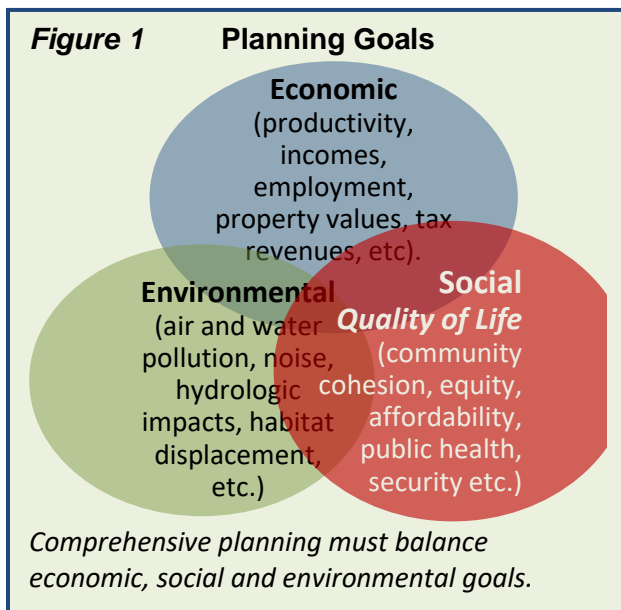 Figure 1 Planning Goals
Economic
(productivity,
incomes,
employment,
property values, tax
revenues, etc).
Environmental
(air and water
pollution, noise,
hydrologic
impacts, habitat
displacement,
etc.)
Social
Quality of Life
(community
cohesion, equity,
affordability,
public health,
security etc.)
Comprehensive planning must balance
economic, social and environmental goals.